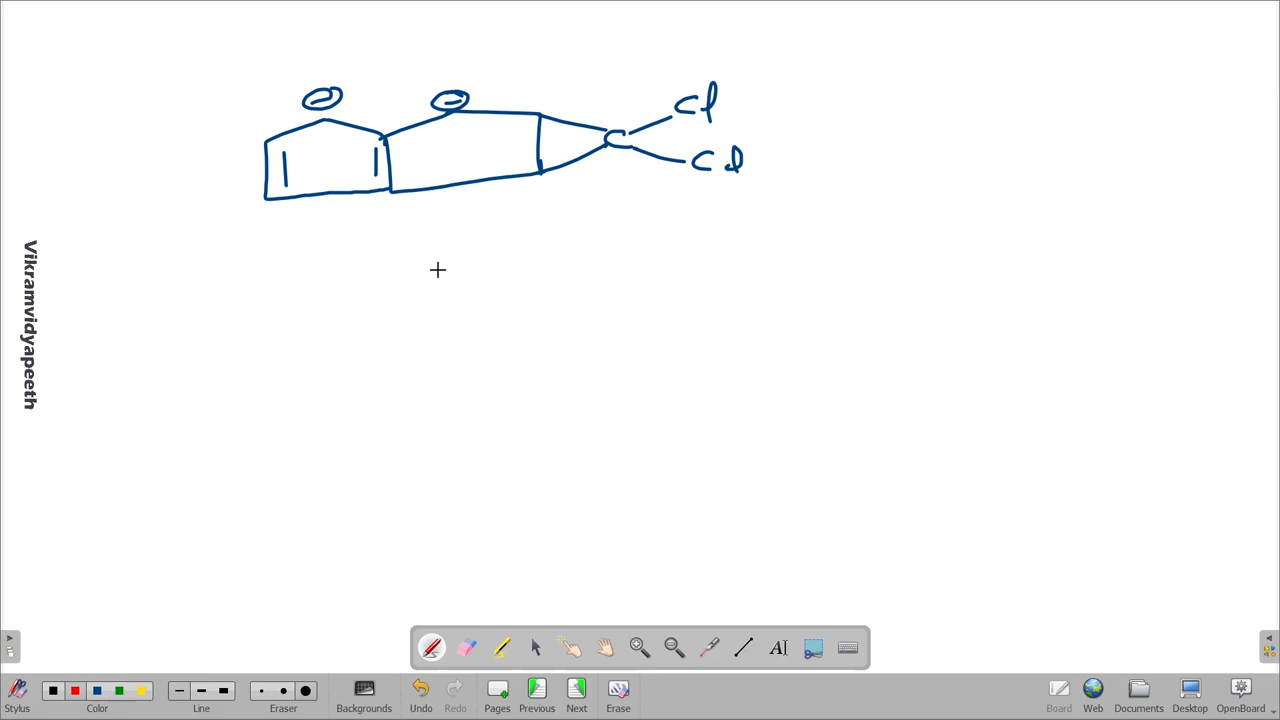 Cl
C
Cl
Vikramvidyapeeth
Stylus
Color
Line
Eraser
Backgrounds
Undo
Redo
Pages
Previous
Next
Erase
Board
Web
Documents
Desktop
OpenBoard